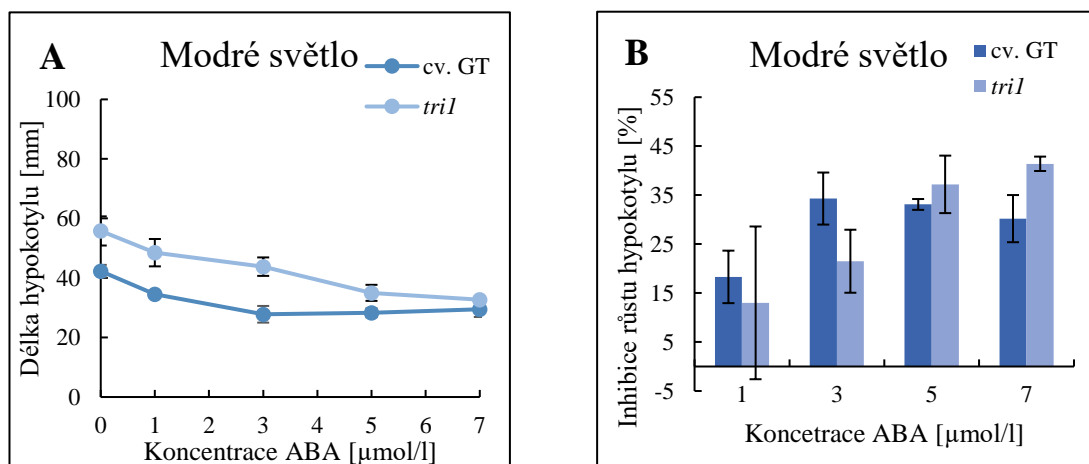 A
Modré světlo
cv. GT
tri1
Délka hypokotylu [mm]
100
80
60
40
20
0
0 1 2 3 4 5 6 7
Koncentrace ABA [µmol/l]
B
Modré světlo
cv. GT
tri1
Inhibice růstu hypokotylu [%]
55
45
35
25
15
5
-5
1 3 5 7
Koncetrace ABA [µmol/l]